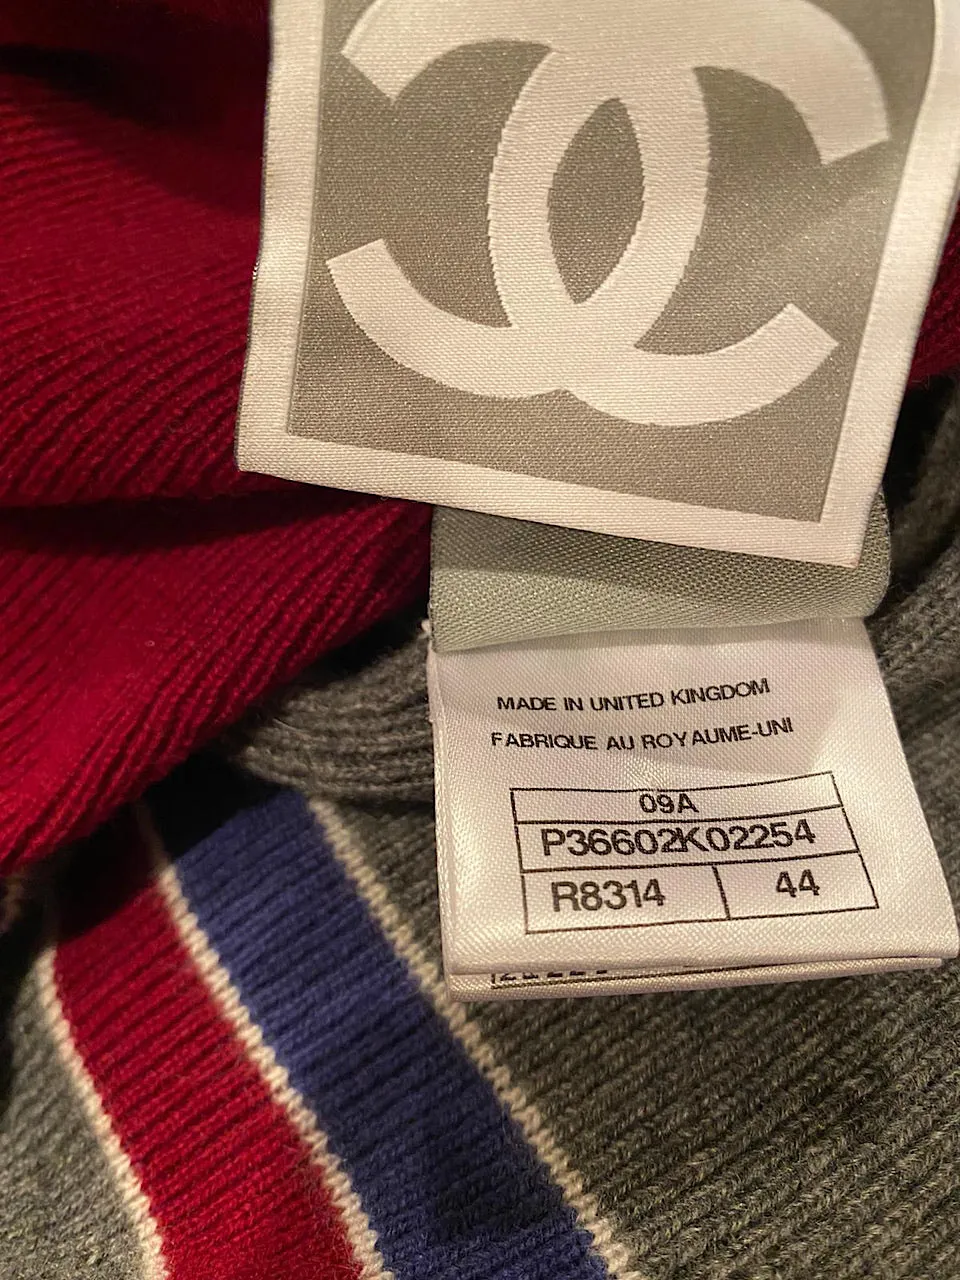 MADE IN UNITED KINGDOM
FABRIQUE AU ROYAUME-UNI
09A
P36602K02254
R8314 44